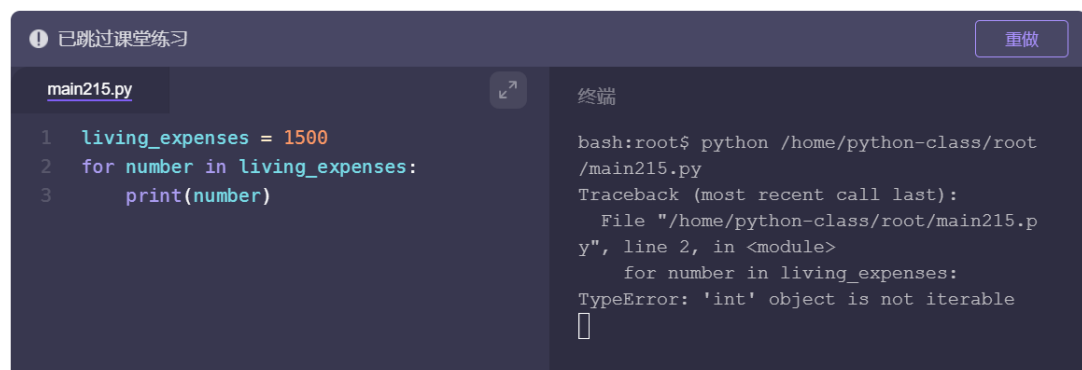 已跳过课堂练习
重做
main215.py
1 living_expenses = 1500
2 for number in living_expenses:
3     print(number)
终端
bash:root$ python /home/python-class/root
/main215.py
Traceback (most recent call last):
  File "/home/python-class/root/main215.p
y", line 2, in <module>
    for number in living_expenses:
TypeError: 'int' object is not iterable